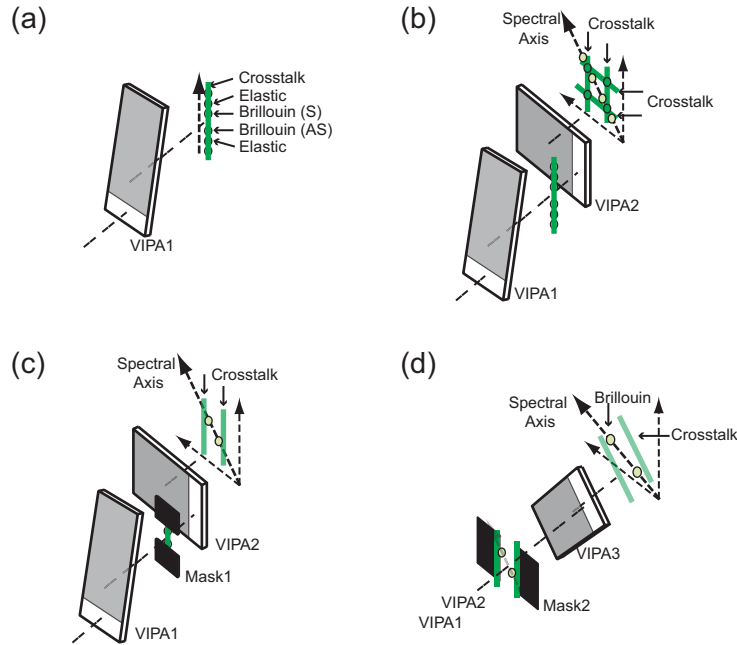 (a)
Crosstalk
Elastic
Brillouin (S)
Brillouin (AS)
Elastic
VIPA1
(b)
Spectral
Axis
Crosstalk
Crosstalk
VIPA2
VIPA1
(c)
Spectral
Axis
Crosstalk
VIPA2
Mask1
VIPA1
(d)
Brillouin
Spectral
Axis
Crosstalk
VIPA3
VIPA2
Mask2
VIPA1